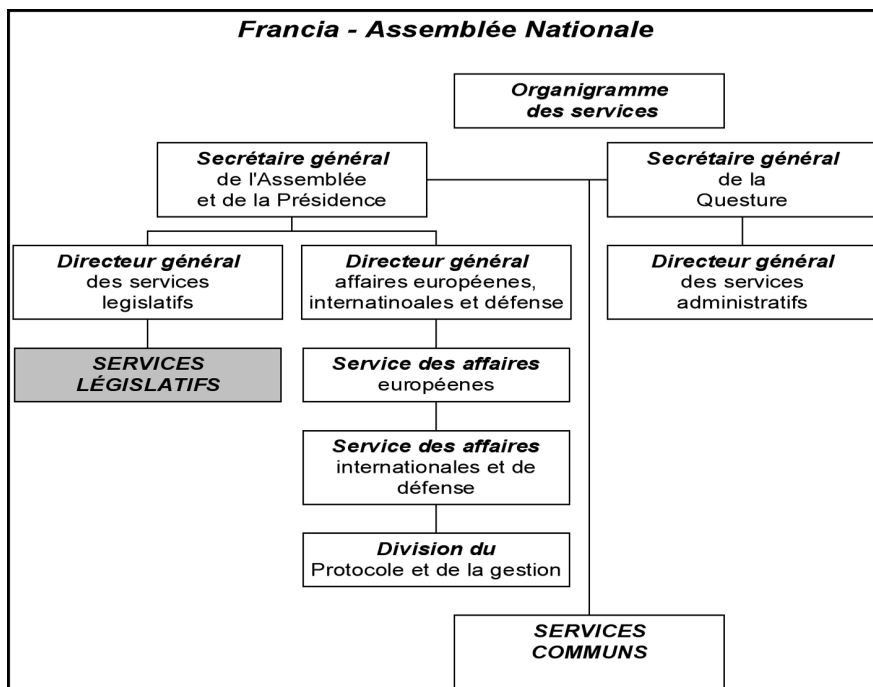 Francia - Assemblée Nationale
Organigramme
des services
Secrétaire général
de l'Assemblée
et de la Présidence
Secrétaire général
de la
Questure
Directeur général
des services
legislatifs
Directeur général
affaires européenes,
internatinoales et défense
Directeur général
des services
administratifs
SERVICES
LÉGISLATIFS
Service des affaires
européenes
Service des affaires
internationales et de
défense
Division du
Protocole et de la gestion
SERVICES
COMMUNS